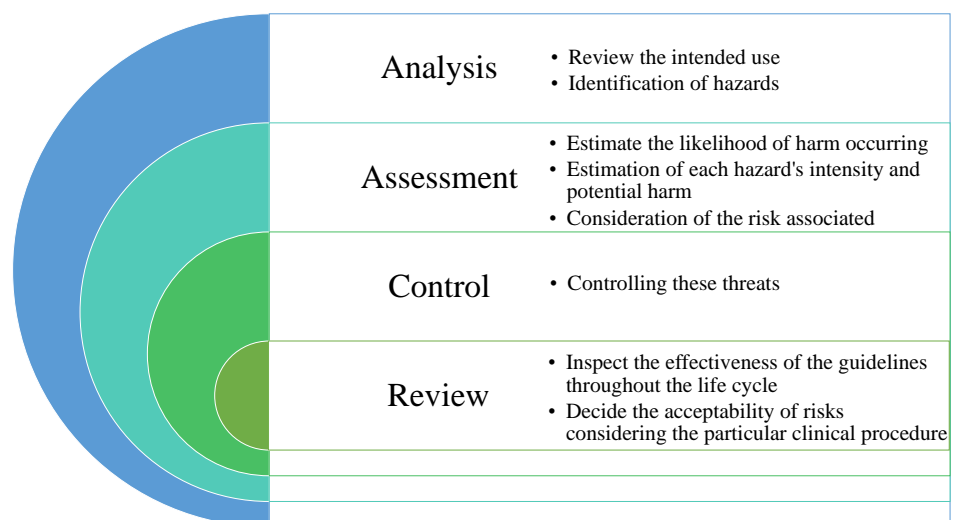 Analysis
• Review the intended use
• Identification of hazards
Assessment
• Estimate the likelihood of harm occurring
• Estimation of each hazard's intensity and
potential harm
• Consideration of the risk associated
Control
• Controlling these threats
Review
• Inspect the effectiveness of the guidelines
throughout the life cycle
• Decide the acceptability of risks
considering the particular clinical procedure